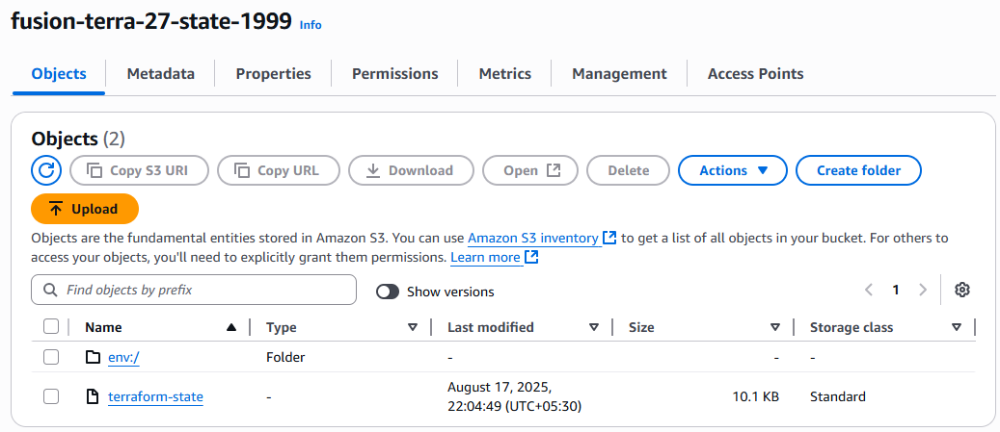 fusion-terra-27-state-1999 Info
Objects Metadata Properties Permissions Metrics Management Access Points
Objects (2)
Copy S3 URI Copy URL Download Open Delete Actions Create folder
Upload
Objects are the fundamental entities stored in Amazon S3. You can use Amazon S3 inventory to get a list of all objects in your bucket. For others to
access your objects, you'll need to explicitly grant them permissions. Learn more
Find objects by prefix Show versions 1
Name Type Last modified Size Storage class
env:/ Folder - - -
terraform-state - August 17, 2025, 10.1 KB Standard
22:04:49 (UTC+05:30)